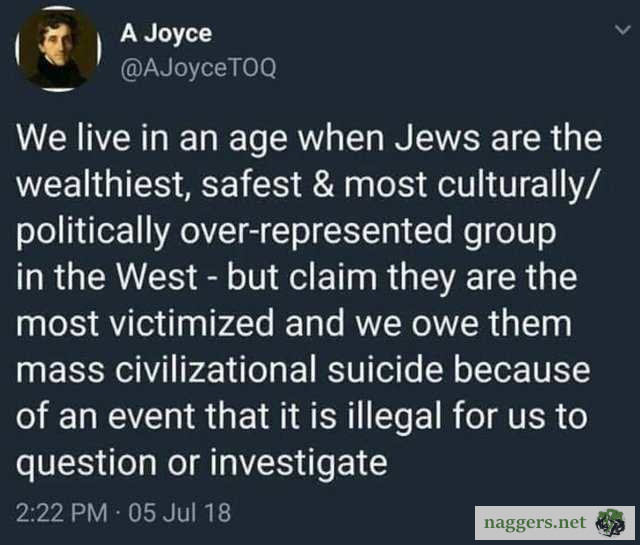 A Joyce
@AJoyceTOQ
We live in an age when Jews are the
wealthiest, safest & most culturally/
politically over-represented group
in the West - but claim they are the
most victimized and we owe them
mass civilizational suicide because
of an event that it is illegal for us to
question or investigate
2:22 PM · 05 Jul 18
naggers.net